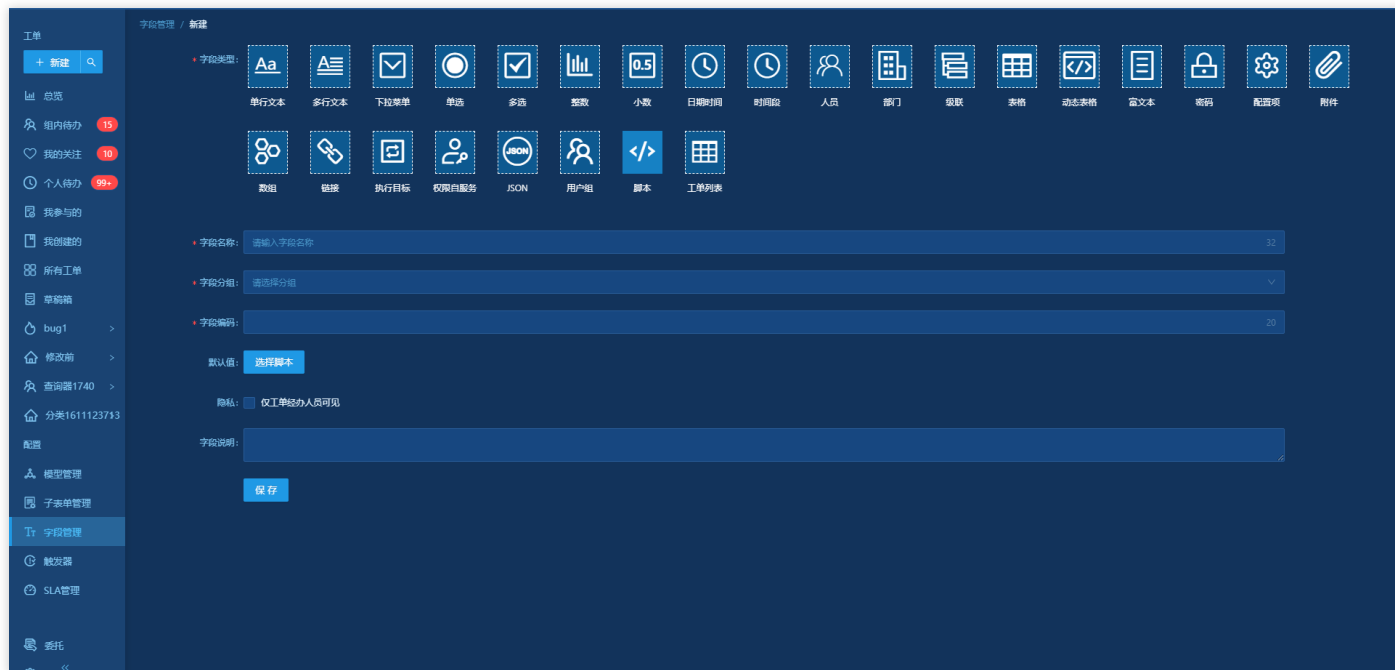 工单
+ 新建
总览
组内待办 15
我的关注 10
个人待办 99+
我参与的
我创建的
所有工单
草稿箱
bug1 >
修改前 >
查询器1740 >
分类1611123713
配置
模型管理
子表单管理
Tт 字段管理
触发器
SLA管理
委托
«
字段管理 / 新建
* 字段类型:
Aa A 0.5
单行文本 多行文本 下拉菜单 单选 多选 整数 小数 日期时间 时间段 人员 部门 级联 表格 动态表格 富文本 密码 配置项 附件
JSON </>
数组 链接 执行目标 权限自服务 JSON 用户组 脚本 工单列表
* 字段名称: 请输入字段名称 32
* 字段分组: 请选择分组
* 字段编码: 20
默认值: 选择脚本
隐私: 仅工单经办人员可见
字段说明:
保存